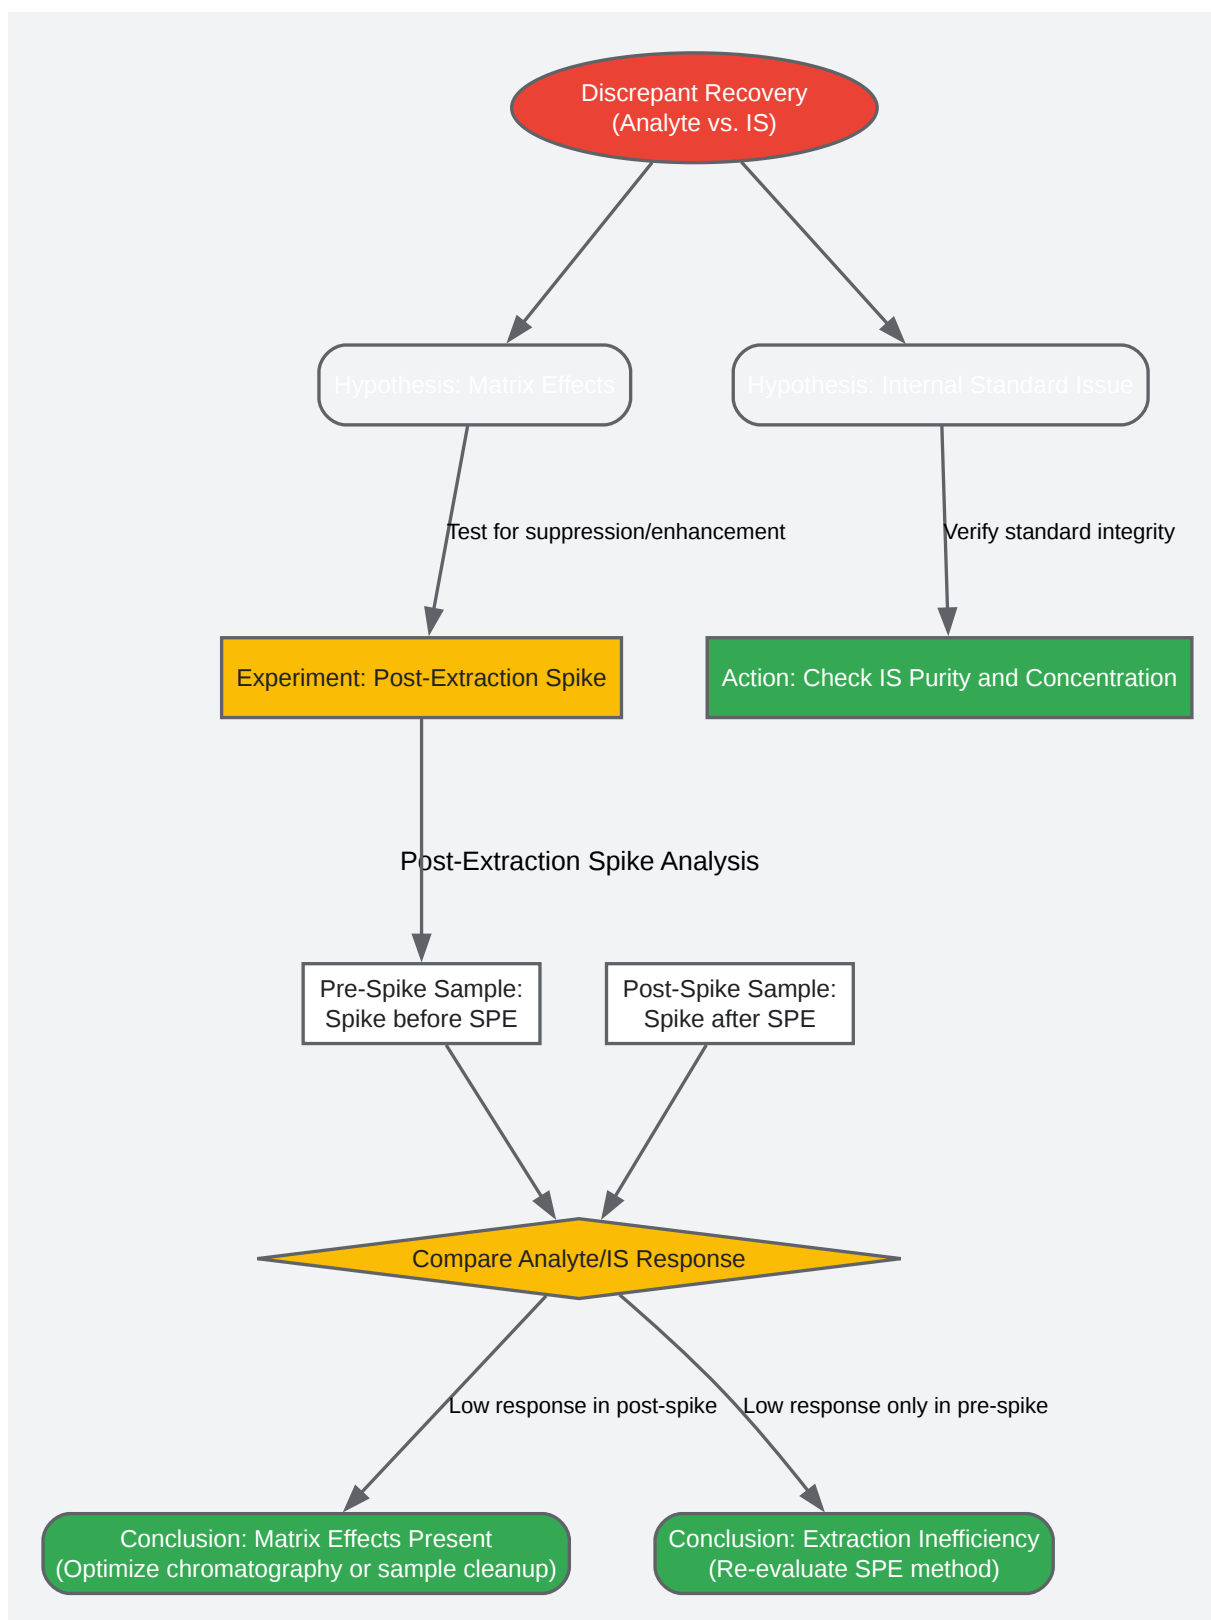 Discrepant Recovery
(Analyte vs. IS)
Hypothesis: Matrix Effects
Hypothesis: Internal Standard Issue
Test for suppression/enhancement
Verify standard integrity
Experiment: Post-Extraction Spike
Action: Check IS Purity and Concentration
Post-Extraction Spike Analysis
Pre-Spike Sample:
Spike before SPE
Post-Spike Sample:
Spike after SPE
Compare Analyte/IS Response
Low response in post-spike
Low response only in pre-spike
Conclusion: Matrix Effects Present
(Optimize chromatography or sample cleanup)
Conclusion: Extraction Inefficiency
(Re-evaluate SPE method)